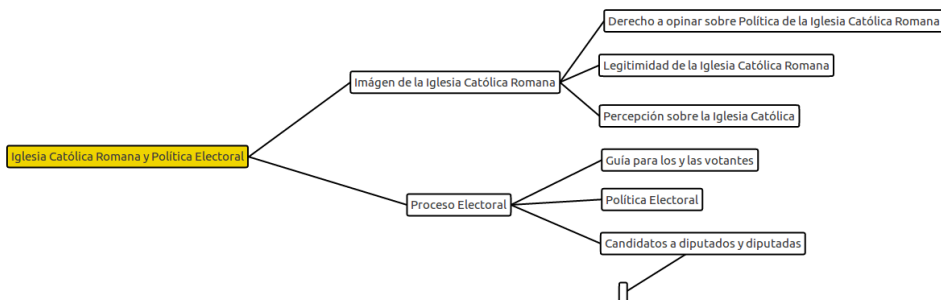 Derecho a opinar sobre Política de la Iglesia Católica Romana
Legitimidad de la Iglesia Católica Romana
Imágen de la Iglesia Católica Romana
Percepción sobre la Iglesia Católica
Iglesia Católica Romana y Política Electoral
Guía para los y las votantes
Política Electoral
Proceso Electoral
Candidatos a diputados y diputadas